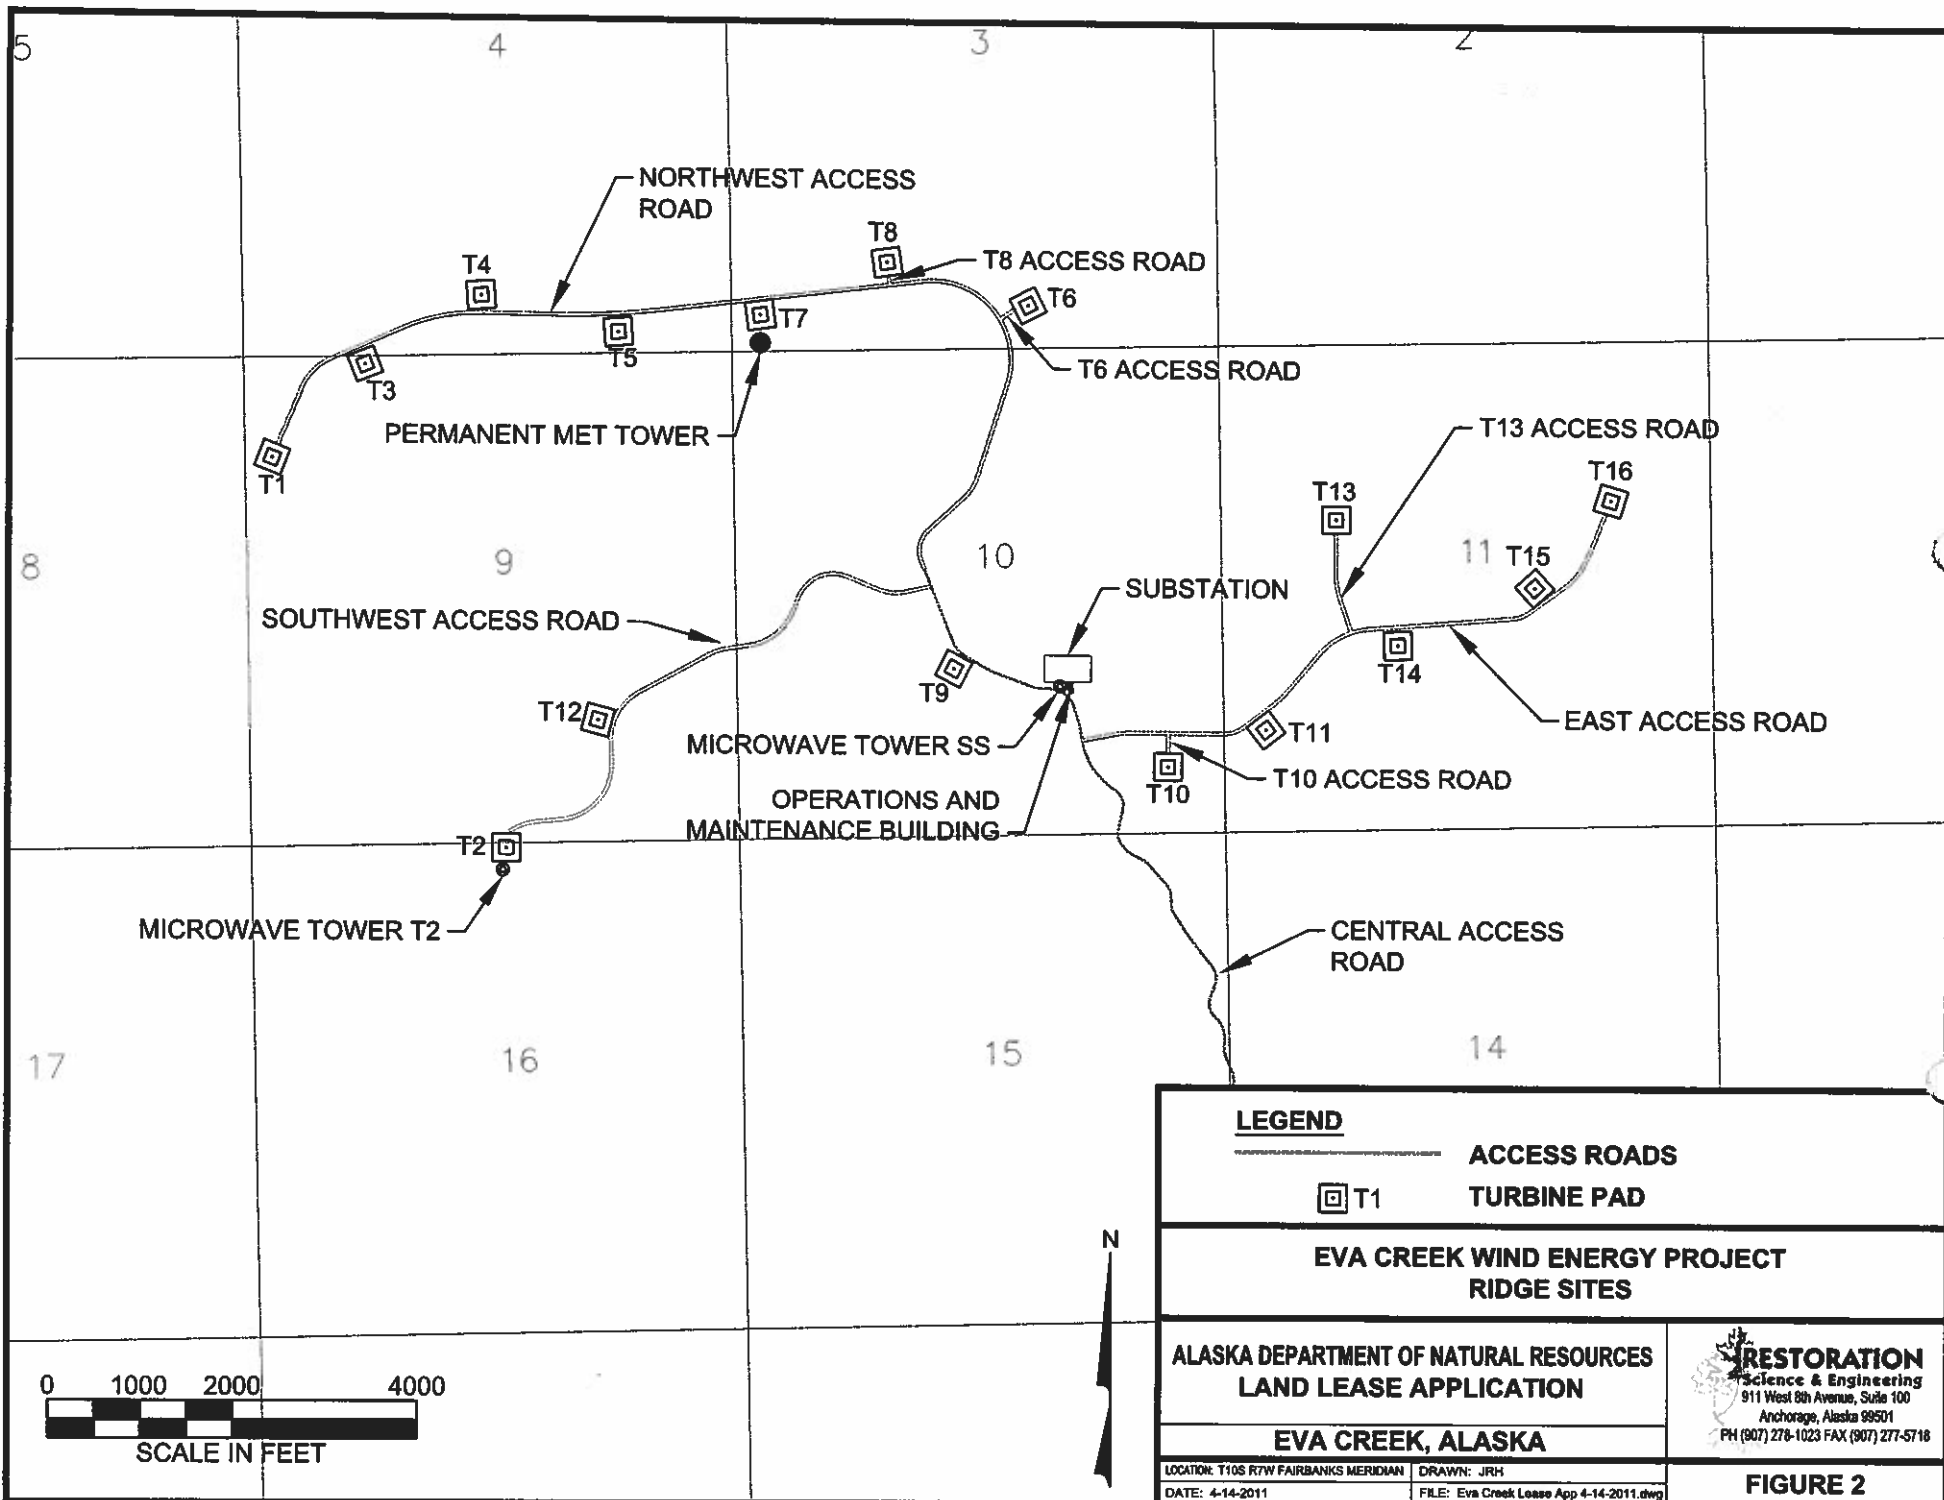 5
4
3
2
NORTHWEST ACCESS
ROAD
T8
T8 ACCESS ROAD
T4
T6
T7
T5
T3
T6 ACCESS ROAD
PERMANENT MET TOWER
T13 ACCESS ROAD
T1
T16
T13
8
9
10
11
T15
SUBSTATION
SOUTHWEST ACCESS ROAD
T14
T9
T12
EAST ACCESS ROAD
MICROWAVE TOWER SS
T11
T10 ACCESS ROAD
T10
OPERATIONS AND
MAINTENANCE BUILDING
T2
MICROWAVE TOWER T2
CENTRAL ACCESS
ROAD
17
16
15
14
LEGEND
ACCESS ROADS
T1 TURBINE PAD
N
EVA CREEK WIND ENERGY PROJECT
RIDGE SITES
0 1000 2000 4000
SCALE IN FEET
ALASKA DEPARTMENT OF NATURAL RESOURCES
LAND LEASE APPLICATION
EVA CREEK, ALASKA
RESTORATION
Science & Engineering
911 West 8th Avenue, Suite 100
Anchorage, Alaska 99501
PH (907) 278-1023 FAX (907) 277-5718
LOCATION: T10S R7W FAIRBANKS MERIDIAN
DRAWN: JRH
DATE: 4-14-2011
FILE: Eva Creek Lease App 4-14-2011.dwg
FIGURE 2